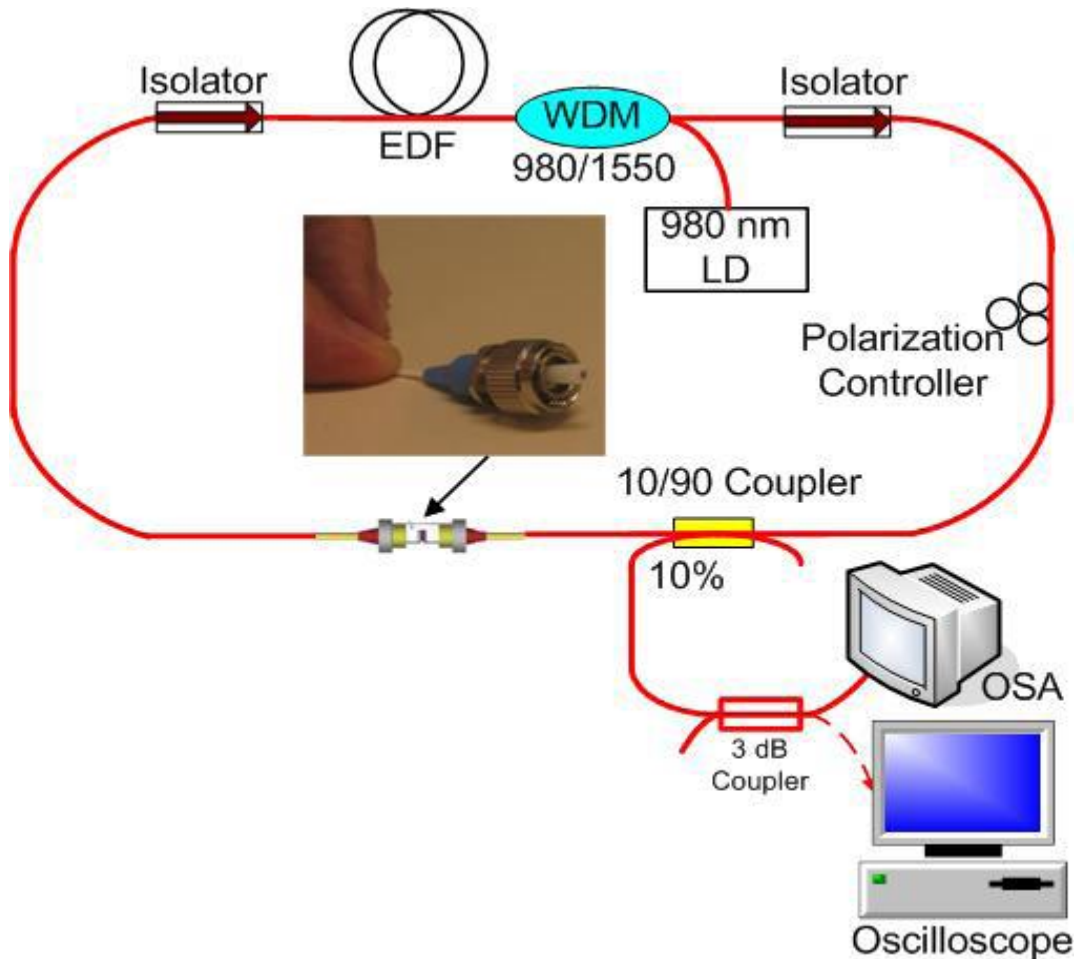 Isolator
EDF
WDM
980/1550
Isolator
980 nm
LD
Polarization
Controller
10/90 Coupler
10%
OSA
3 dB
Coupler
Oscilloscope